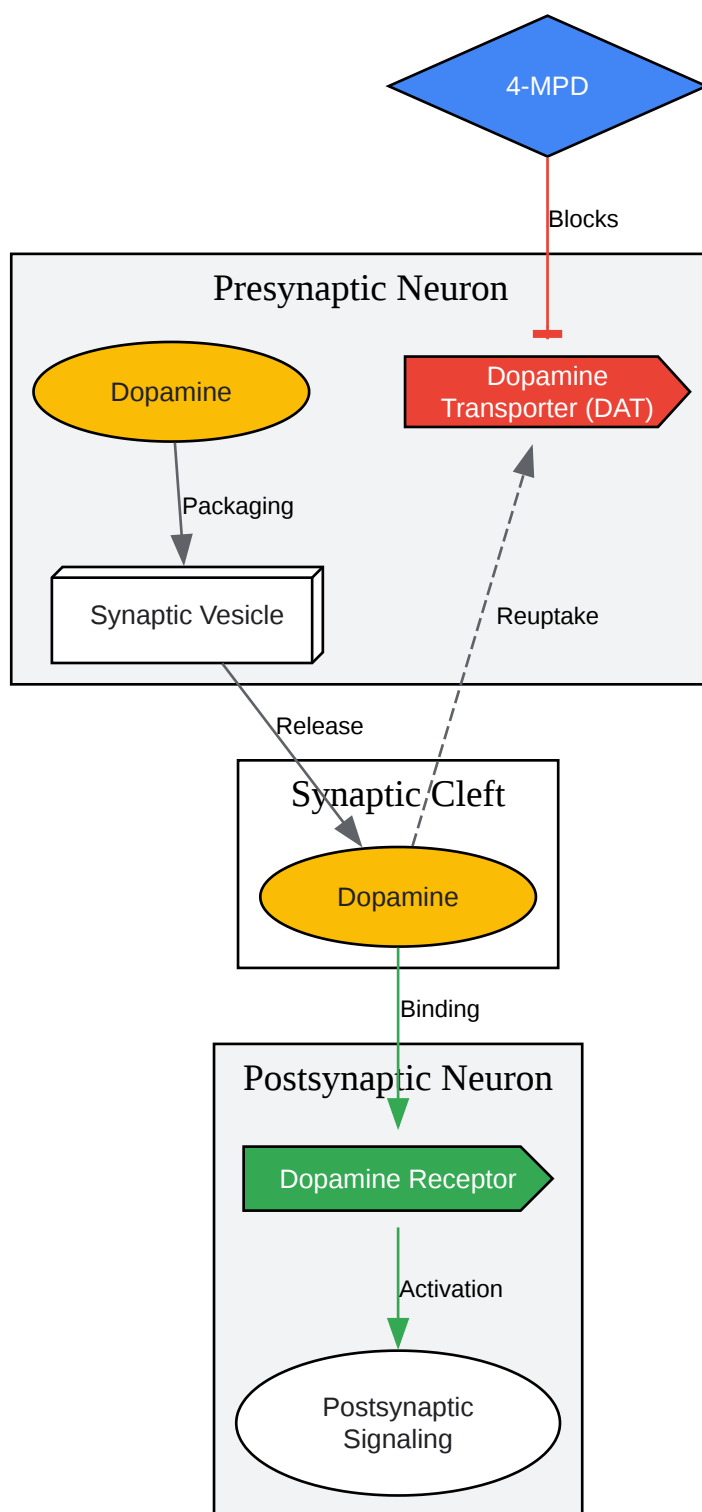 4-MPD
Blocks
Presynaptic Neuron
Dopamine
Dopamine
Transporter (DAT)
Packaging
Synaptic Vesicle
Reuptake
Release
Synaptic Cleft
Dopamine
Binding
Postsynaptic Neuron
Dopamine Receptor
Activation
Postsynaptic
Signaling